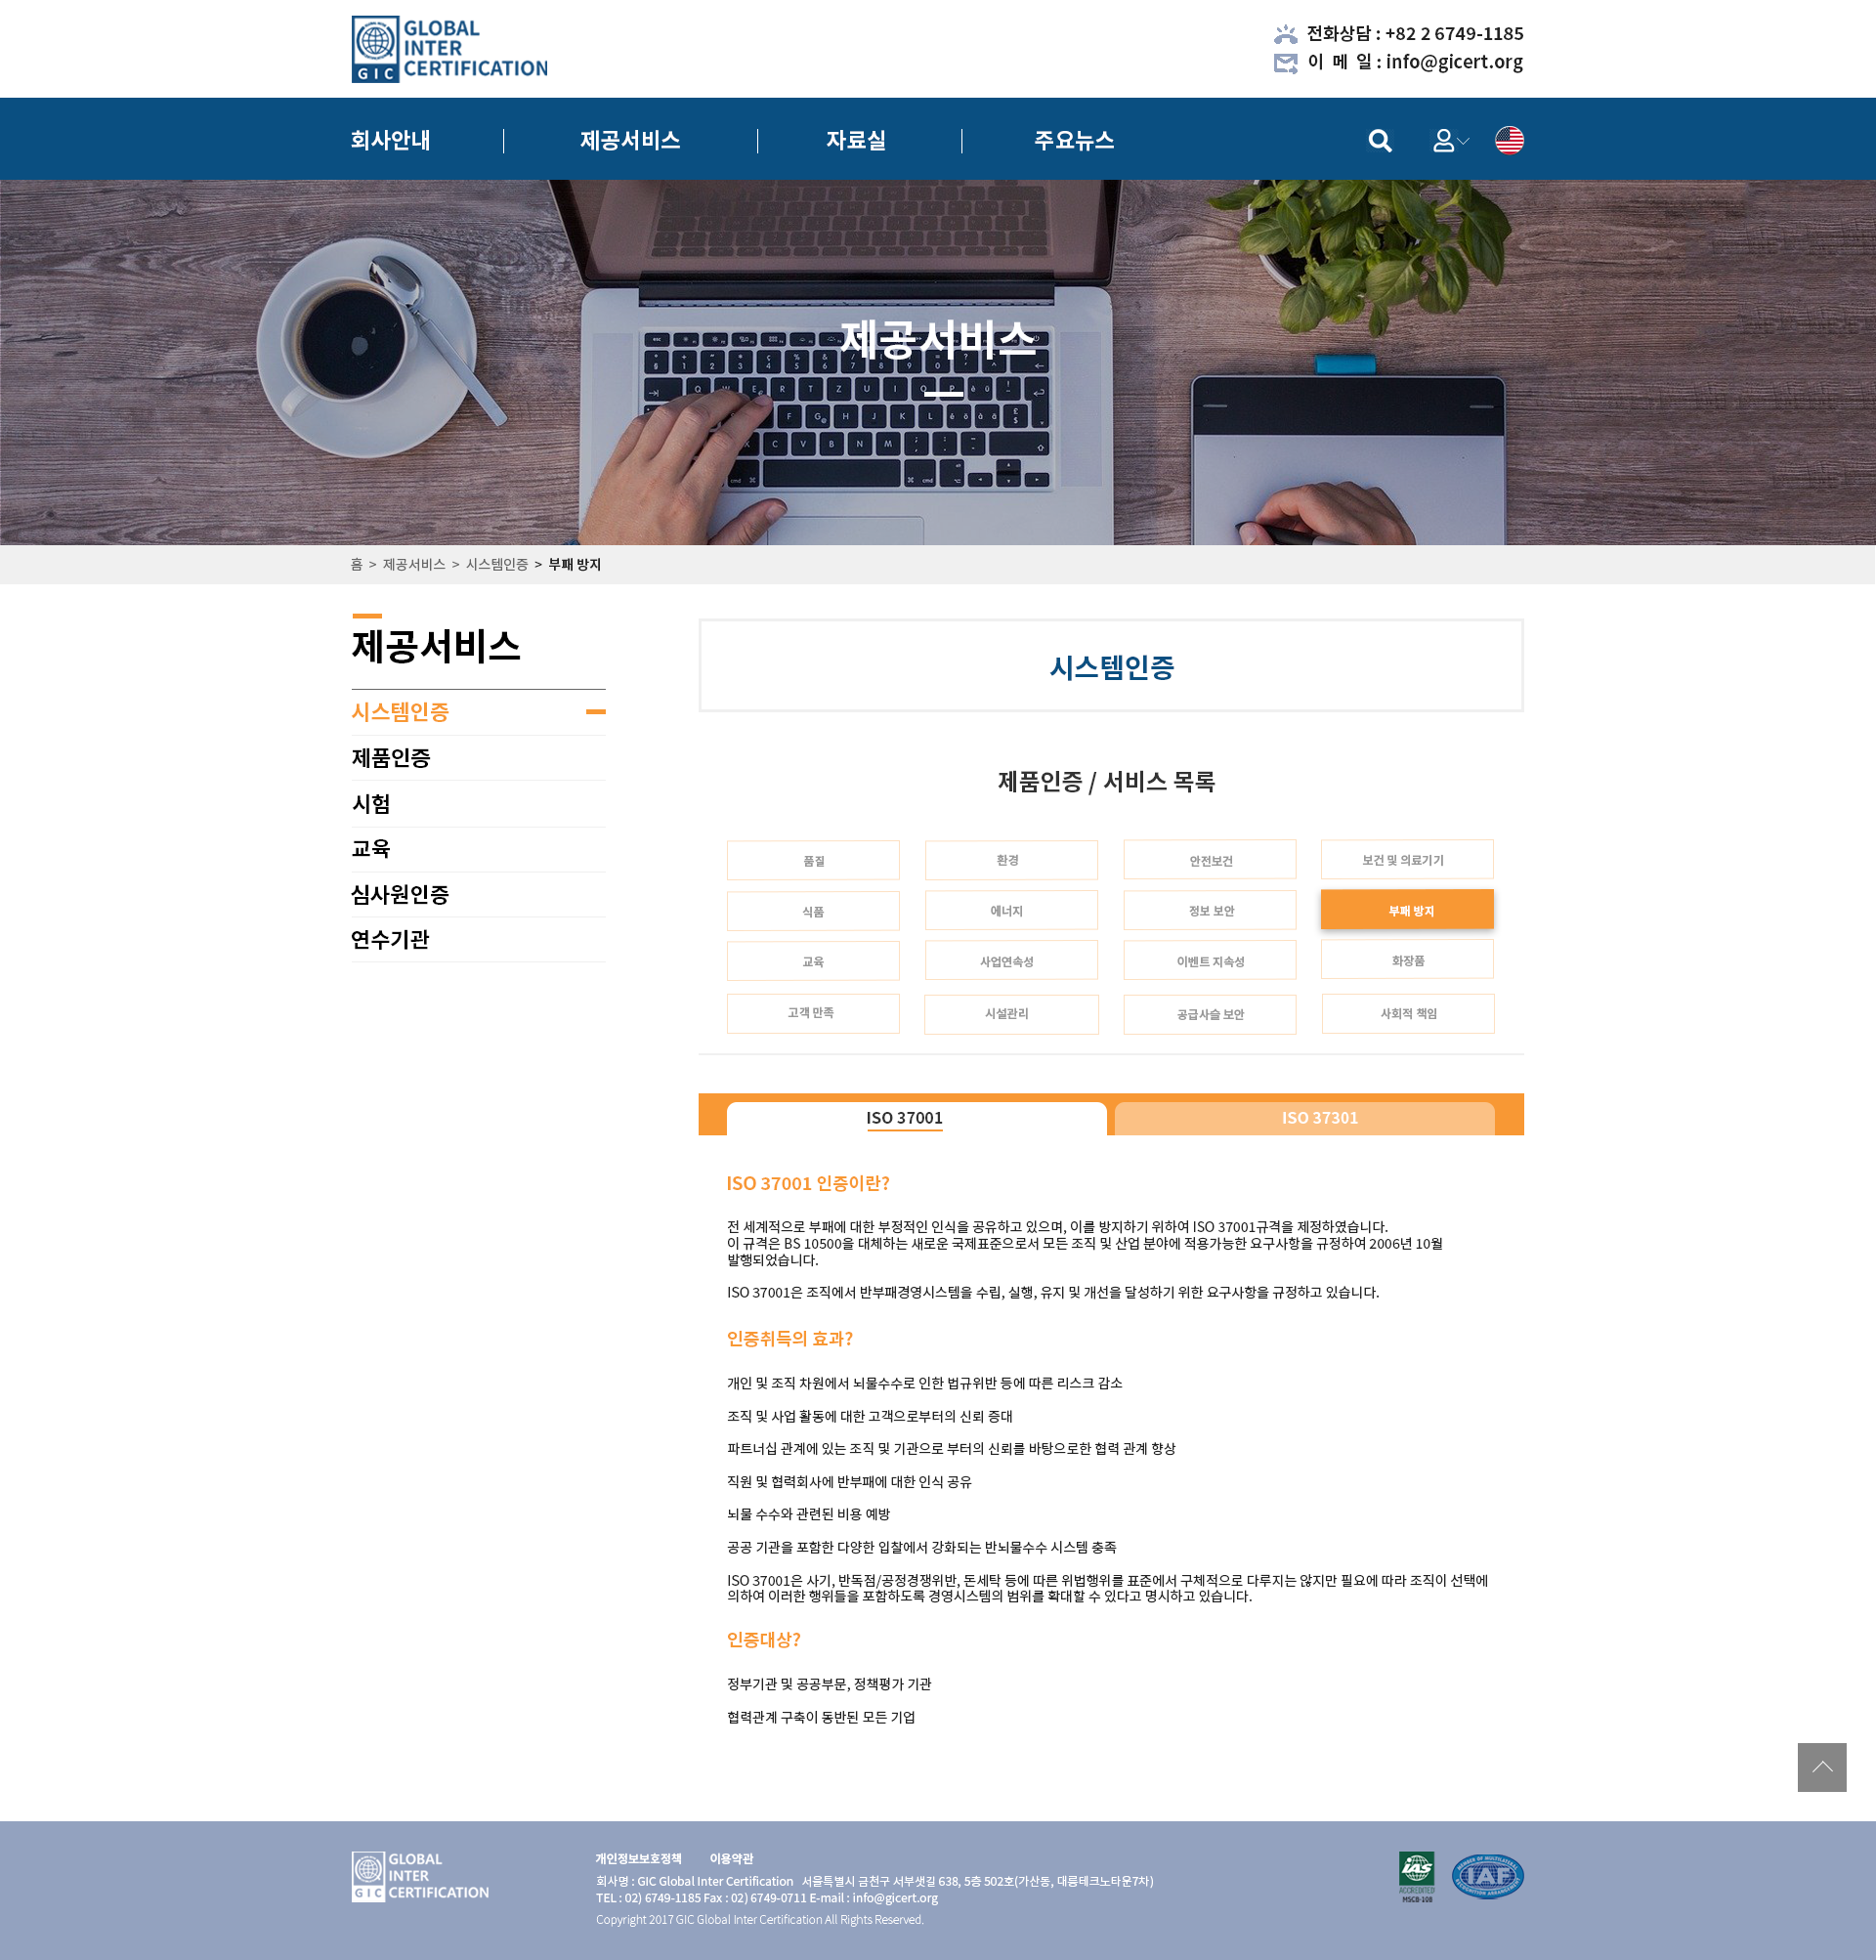 GLOBAL
INTER
CERTIFICATION
GIC
전화상담 : +82 2 6749-1185
이 메 일 : info@gicert.org
회사안내
제공서비스
자료실
주요뉴스
제공서비스
홈 > 제공서비스 > 시스템인증 > 부패 방지
제공서비스
시스템인증
제품인증
시험
교육
심사원인증
연수기관
시스템인증
제품인증 / 서비스 목록
품질 환경 안전보건 보건 및 의료기기
식품 에너지 정보 보안 부패 방지
교육 사업연속성 이벤트 지속성 화장품
고객 만족 시설관리 공급사슬 보안 사회적 책임
ISO 37001 ISO 37301
ISO 37001 인증이란?
전 세계적으로 부패에 대한 부정적인 인식을 공유하고 있으며, 이를 방지하기 위하여 ISO 37001규격을 제정하였습니다.
이 규격은 BS 10500을 대체하는 새로운 국제표준으로서 모든 조직 및 산업 분야에 적용가능한 요구사항을 규정하여 2006년 10월
발행되었습니다.
ISO 37001은 조직에서 반부패경영시스템을 수립, 실행, 유지 및 개선을 달성하기 위한 요구사항을 규정하고 있습니다.
인증취득의 효과?
개인 및 조직 차원에서 뇌물수수로 인한 법규위반 등에 따른 리스크 감소
조직 및 사업 활동에 대한 고객으로부터의 신뢰 증대
파트너십 관계에 있는 조직 및 기관으로 부터의 신뢰를 바탕으로한 협력 관계 향상
직원 및 협력회사에 반부패에 대한 인식 공유
뇌물 수수와 관련된 비용 예방
공공 기관을 포함한 다양한 입찰에서 강화되는 반뇌물수수 시스템 충족
ISO 37001은 사기, 반독점/공정경쟁위반, 돈세탁 등에 따른 위법행위를 표준에서 구체적으로 다루지는 않지만 필요에 따라 조직이 선택에
의하여 이러한 행위들을 포함하도록 경영시스템의 범위를 확대할 수 있다고 명시하고 있습니다.
인증대상?
정부기관 및 공공부문, 정책평가 기관
협력관계 구축이 동반된 모든 기업
GLOBAL
INTER
CERTIFICATION
GIC
개인정보보호정책 이용약관
회사명 : GIC Global Inter Certification 서울특별시 금천구 서부샛길 638, 5층 502호(가산동, 대륭테크노타운7차)
TEL : 02) 6749-1185 Fax : 02) 6749-0711 E-mail : info@gicert.org
Copyright 2017 GIC Global Inter Certification All Rights Reserved.
IAS
ACCREDITED
MSCB-108
MEMBER OF MULTILATERAL
IAF
RECOGNITION ARRANGEMENT